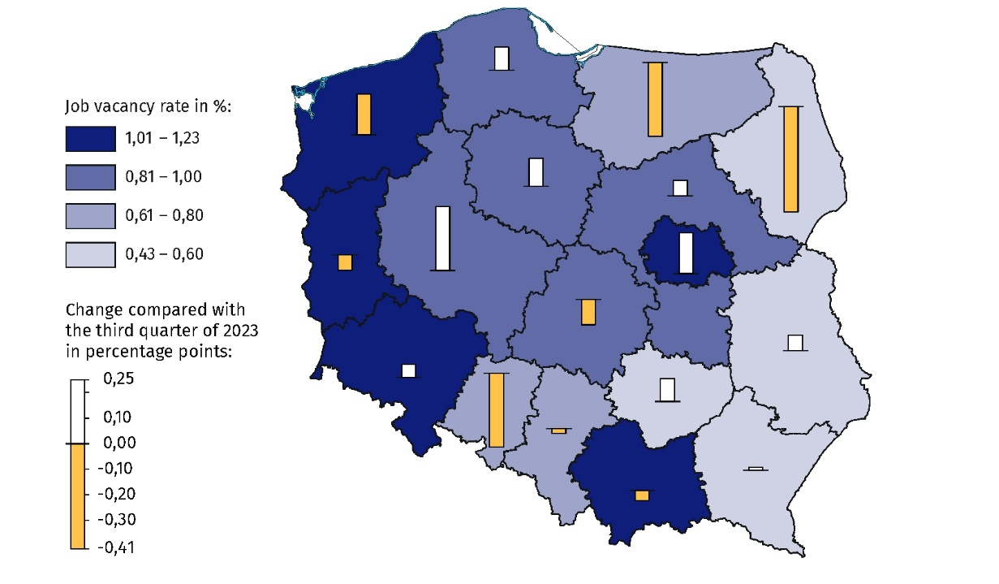 Job vacancy rate in %:
1,01 – 1,23
0,81 – 1,00
0,61 – 0,80
0,43 – 0,60
Change compared with
the third quarter of 2023
in percentage points:
0,25
0,10
0,00
-0,10
-0,20
-0,30
-0,41